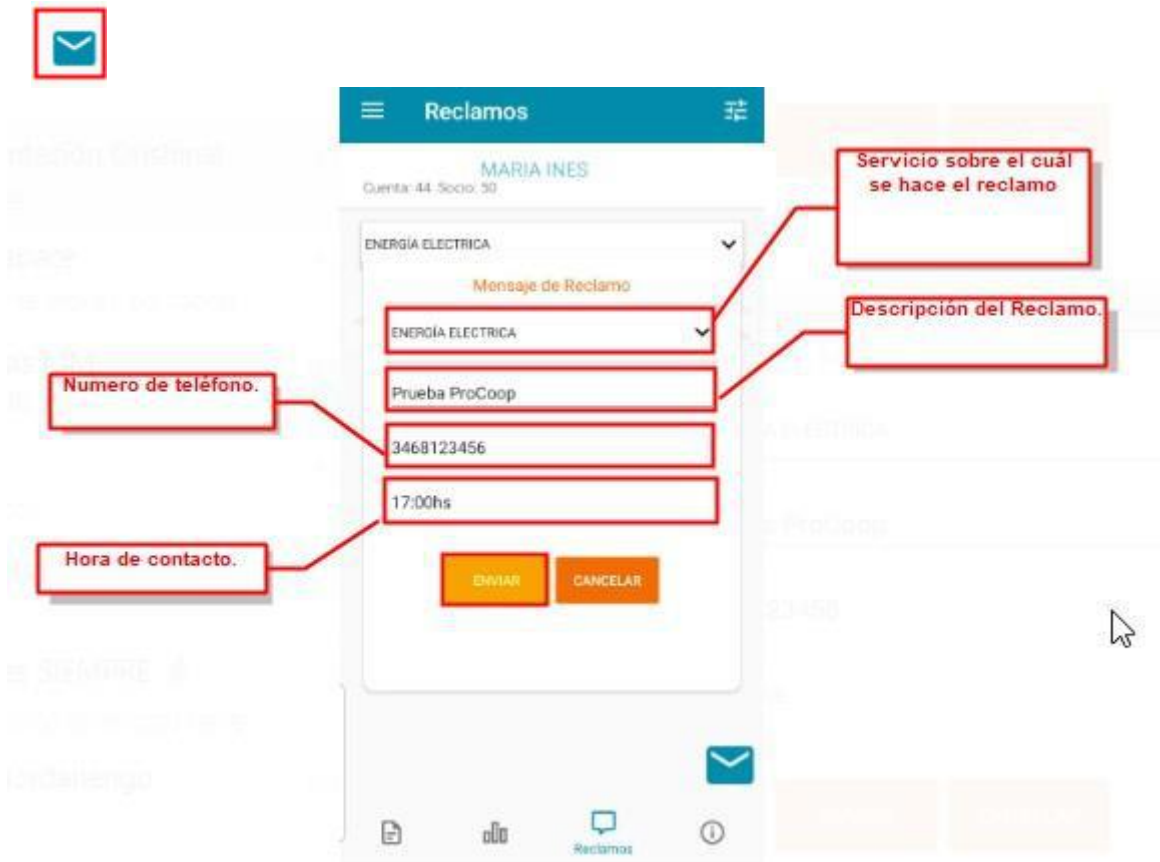 Reclamos
MARIA INES
Cuenta: 44 Socio: 50
ENERGÍA ELECTRICA
Mensaje de Reclamo
ENERGÍA ELECTRICA
Prueba ProCoop
3468123456
17:00hs
ENVIAR
CANCELAR
Reclamos
Servicio sobre el cuál
se hace el reclamo
Descripción del Reclamo.
Numero de teléfono.
Hora de contacto.